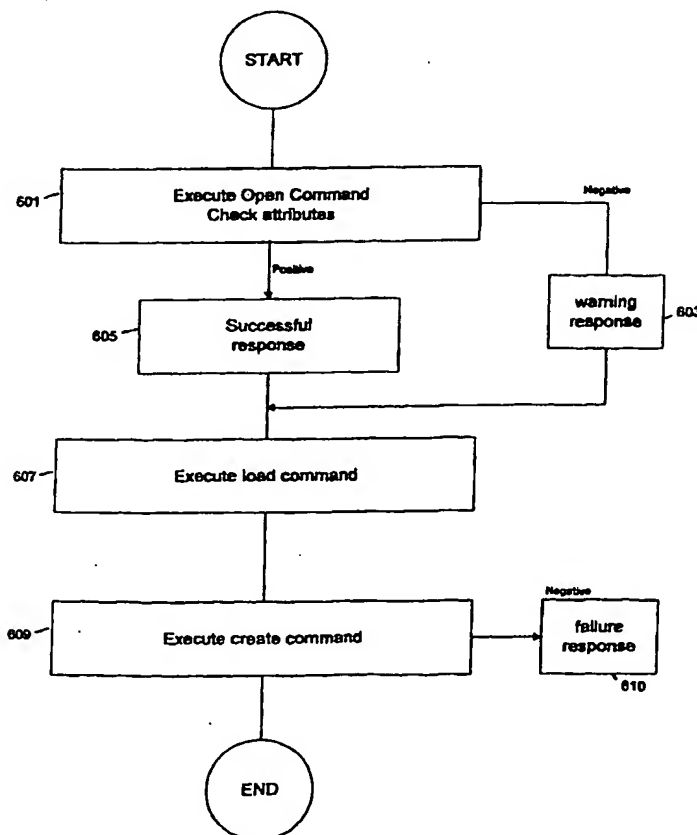 START
601
Execute Open Command
Check attributes
Negative
Positive
605
Successful
response
warning
response
603
607
Execute load command
609
Execute create command
Negative
failure
response
610
END